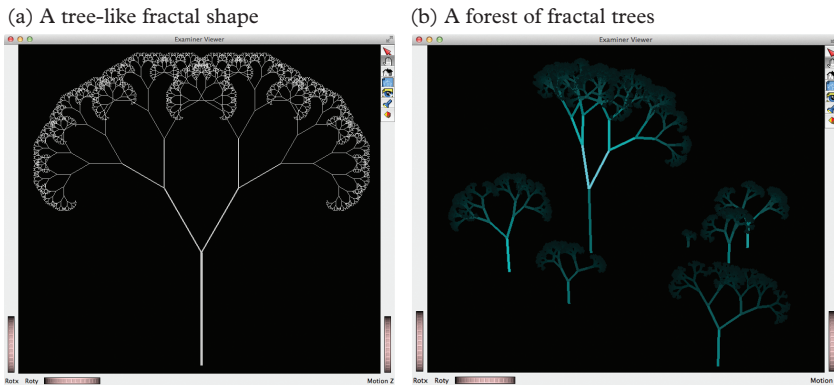 (a) A tree-like fractal shape
Examiner Viewer
Rotx Roty Motion Z
(b) A forest of fractal trees
Examiner Viewer
Rotx Roty Motion